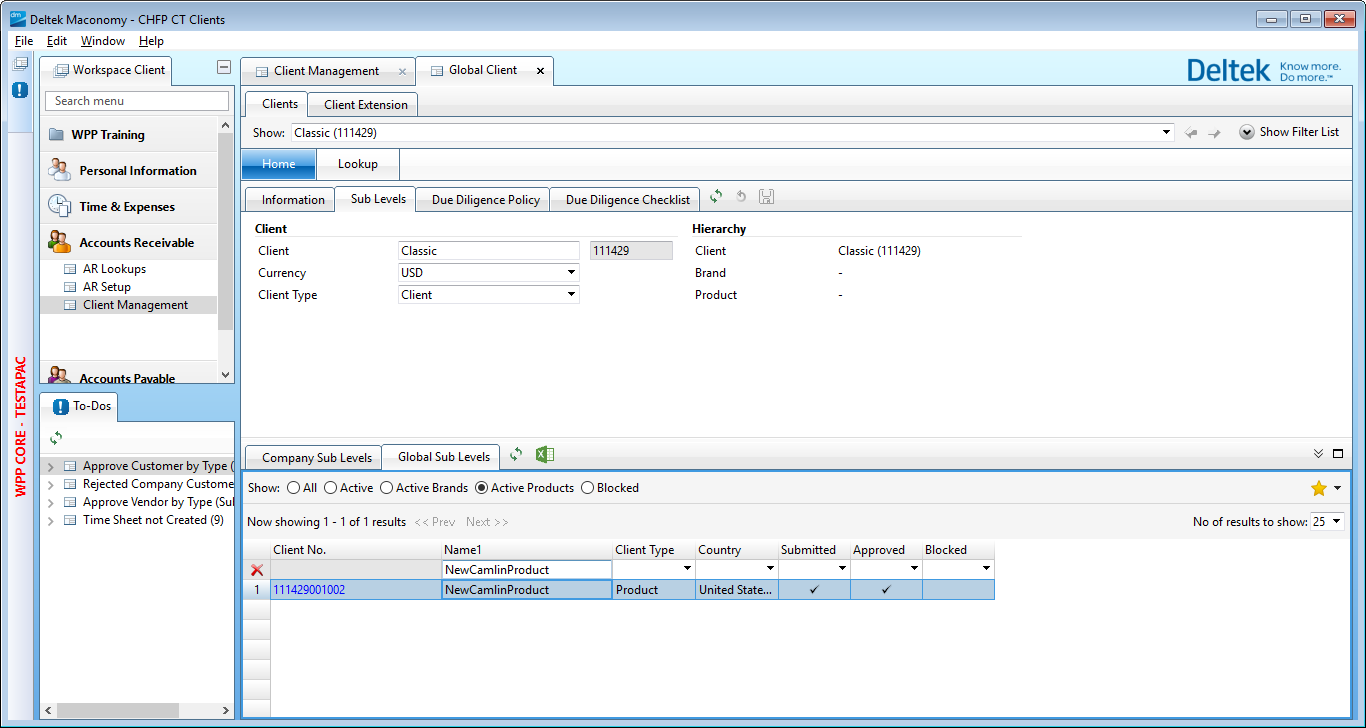 dm Deltek Maconomy - CHFP CT Clients
File Edit Window Help
Workspace Client
Search menu
WPP Training
Personal Information
Time & Expenses
Accounts Receivable
AR Lookups
AR Setup
Client Management
Accounts Payable
WPP CORE - TESTAPAC
To-Dos
Approve Customer by Type (
Rejected Company Custome
Approve Vendor by Type (Sul
Time Sheet not Created (9)
Client Management Global Client
Deltek Know more.
Do more.™
Clients Client Extension
Show: Classic (111429) Show Filter List
Home Lookup
Information Sub Levels Due Diligence Policy Due Diligence Checklist
Client Hierarchy
Client Classic 111429 Client Classic (111429)
Currency USD Brand -
Client Type Client Product -
Company Sub Levels Global Sub Levels
Show: All Active Active Brands Active Products Blocked
Now showing 1 - 1 of 1 results << Prev Next >> No of results to show: 25
Client No. Name1 Client Type Country Submitted Approved Blocked
NewCamlinProduct
1 111429001002 NewCamlinProduct Product United State... ✓ ✓